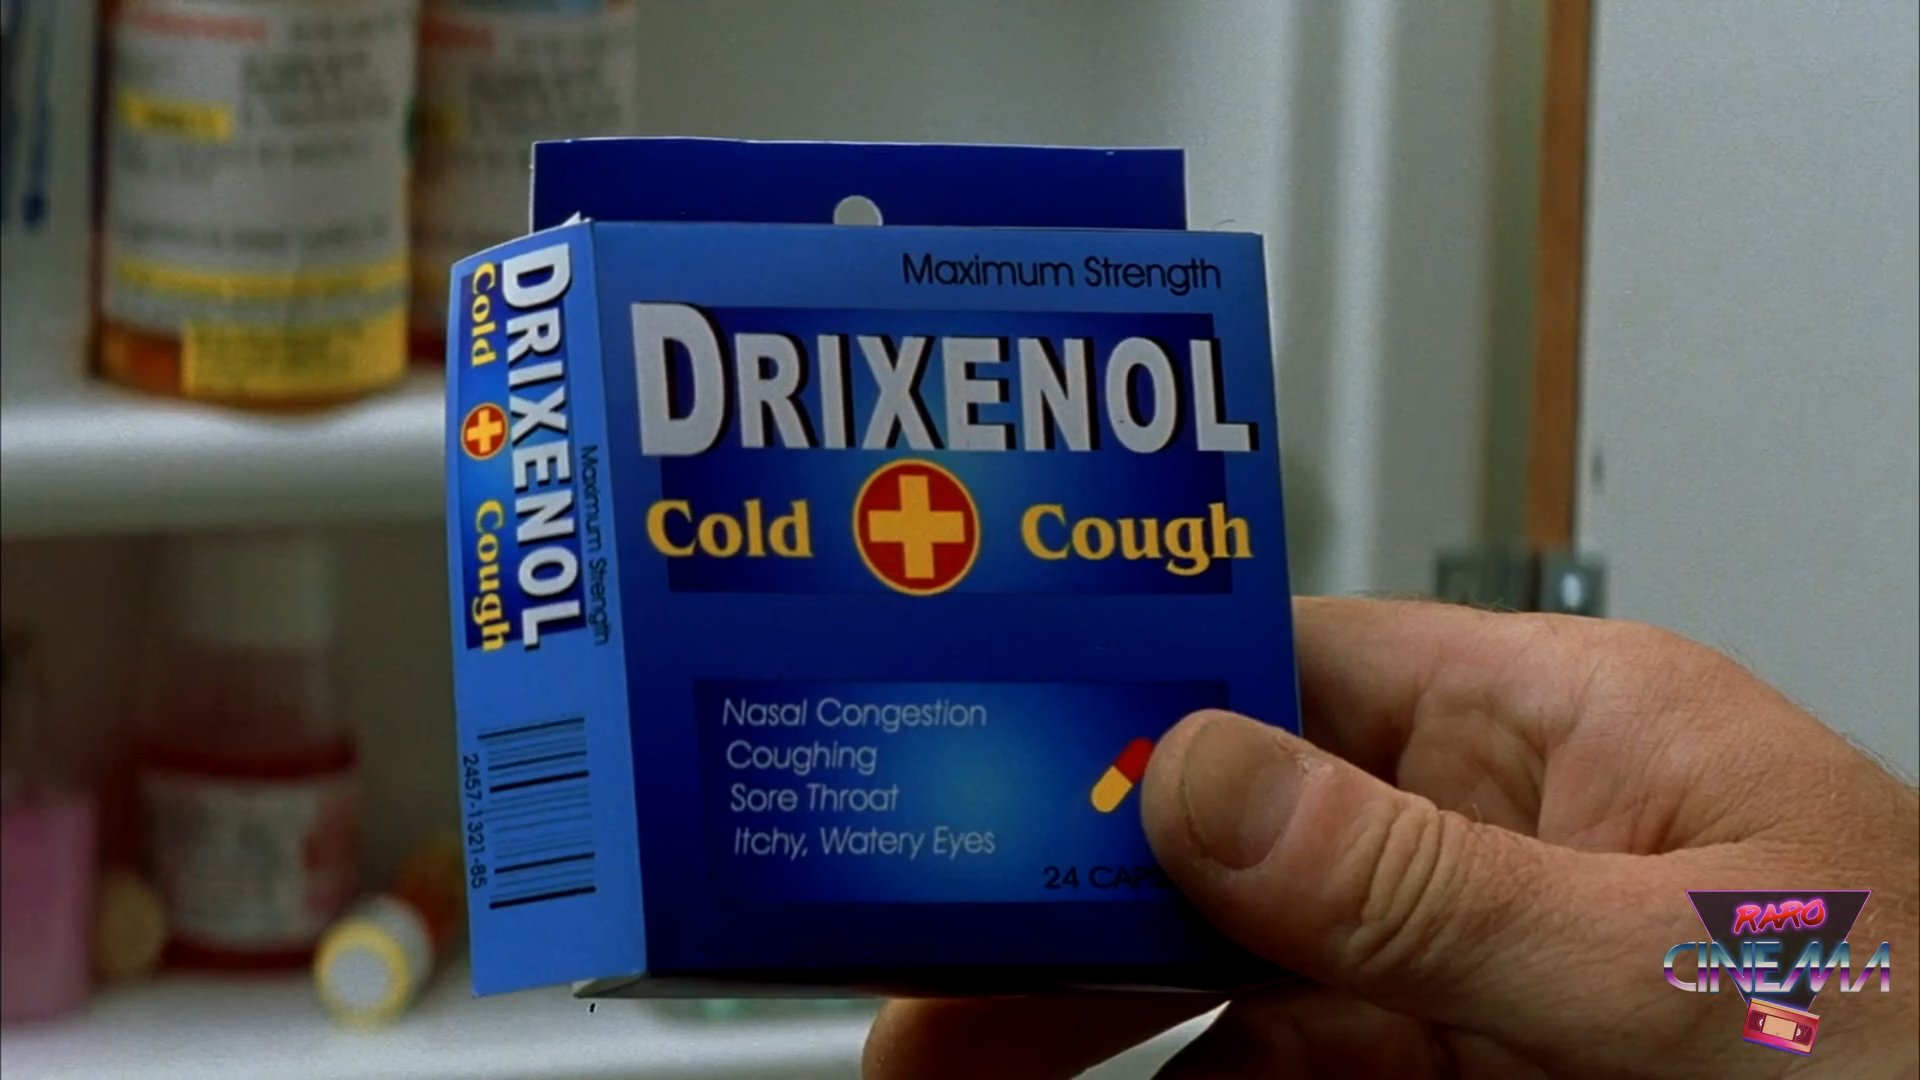 Maximum Strength
DRIXENOL
Cold Cough
Nasal Congestion
Coughing
Sore Throat
Itchy, Watery Eyes
24
Maximum Strength
DRIXENOL
Cold Cough
2457-1321-85
RARO
CINEMA